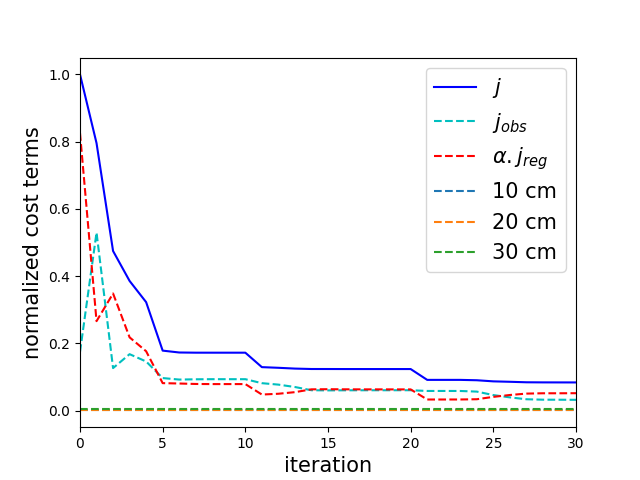 1.0
0.8
0.6
0.4
0.2
0.0
normalized cost terms
0 5 10 15 20 25 30
iteration
j
j_obs
α.j_reg
10 cm
20 cm
30 cm